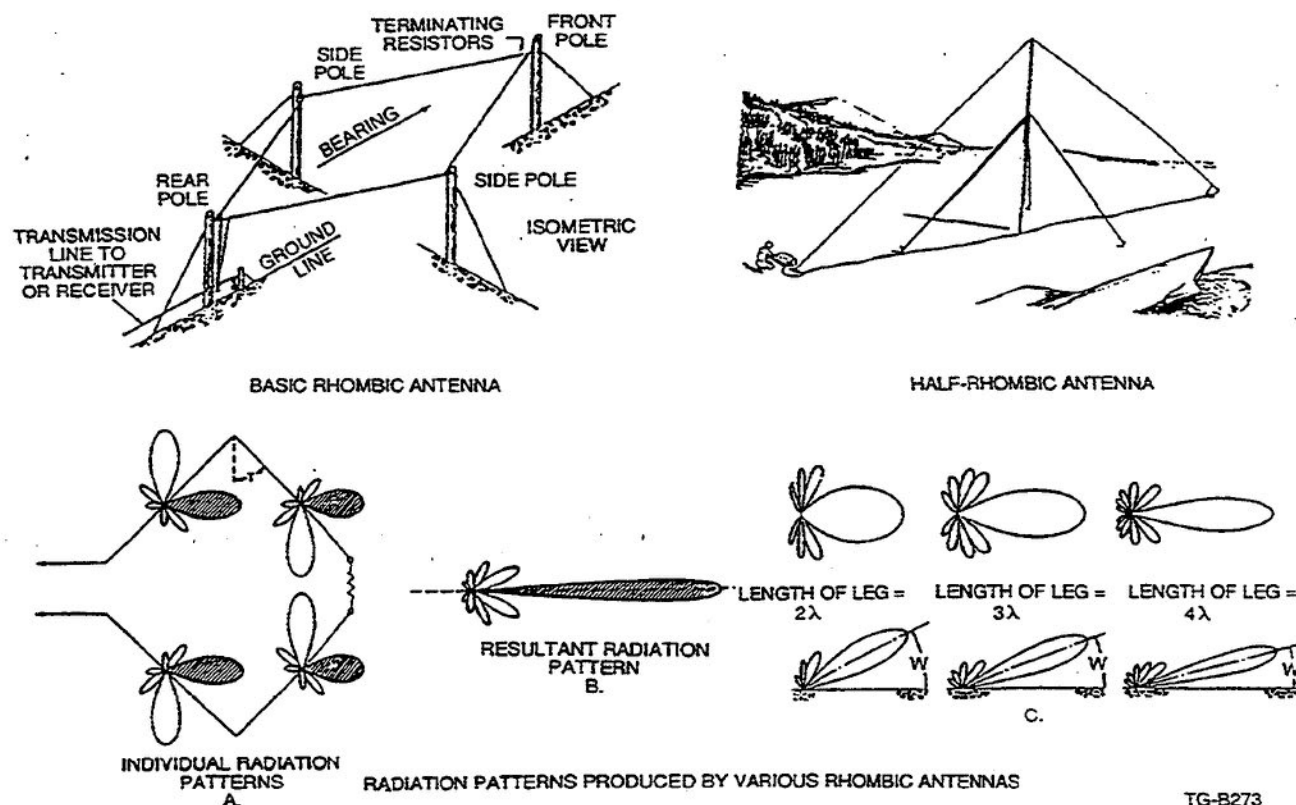 TERMINATING
RESISTORS
FRONT
POLE
SIDE
POLE
BEARING
REAR
POLE
SIDE POLE
TRANSMISSION
LINE TO
TRANSMITTER
OR RECEIVER
GROUND
LINE
ISOMETRIC
VIEW
BASIC RHOMBIC ANTENNA
HALF-RHOMBIC ANTENNA
T
LENGTH OF LEG =
2λ
LENGTH OF LEG =
3λ
LENGTH OF LEG =
4λ
RESULTANT RADIATION
PATTERN
B.
W
W
W
C.
INDIVIDUAL RADIATION
PATTERNS
A.
RADIATION PATTERNS PRODUCED BY VARIOUS RHOMBIC ANTENNAS
TG-B273